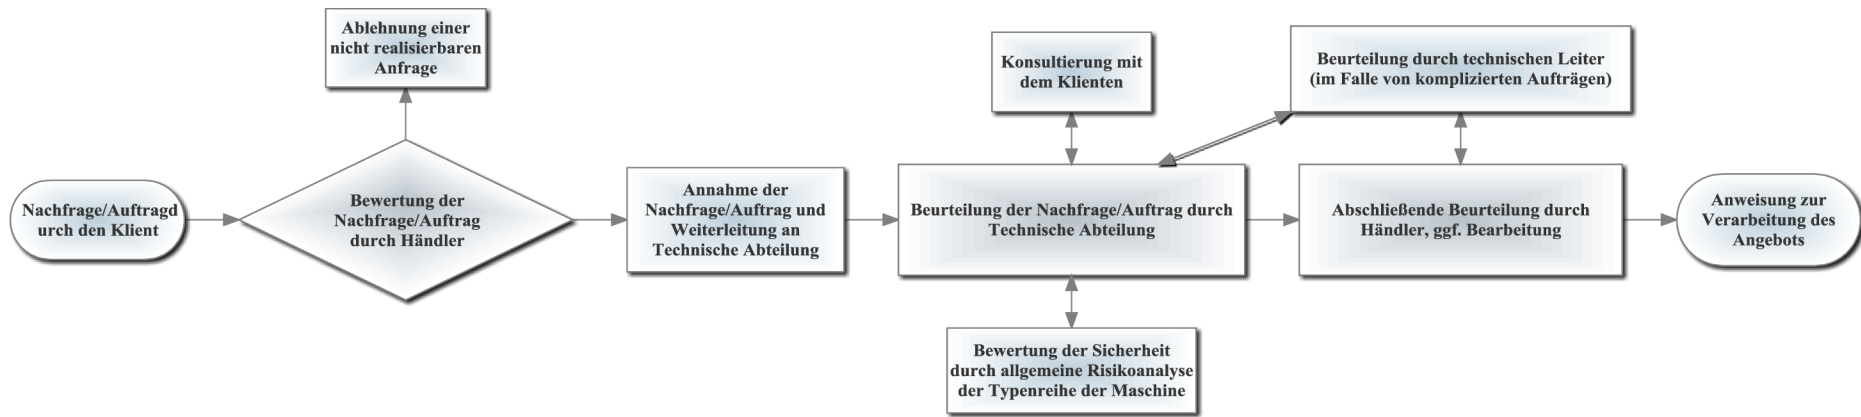 Ablehnung einer
nicht realisierbaren
Anfrage
Nachfrage/Auftragd
urch den Klient
Bewertung der
Nachfrage/Auftrag
durch Händler
Annahme der
Nachfrage/Auftrag und
Weiterleitung an
Technische Abteilung
Konsultierung mit
dem Klienten
Beurteilung der Nachfrage/Auftrag durch
Technische Abteilung
Bewertung der Sicherheit
durch allgemeine Risikoanalyse
der Typenreihe der Maschine
Beurteilung durch technischen Leiter
(im Falle von komplizierten Aufträgen)
Abschließende Beurteilung durch
Händler, ggf. Bearbeitung
Anweisung zur
Verarbeitung des
Angebots